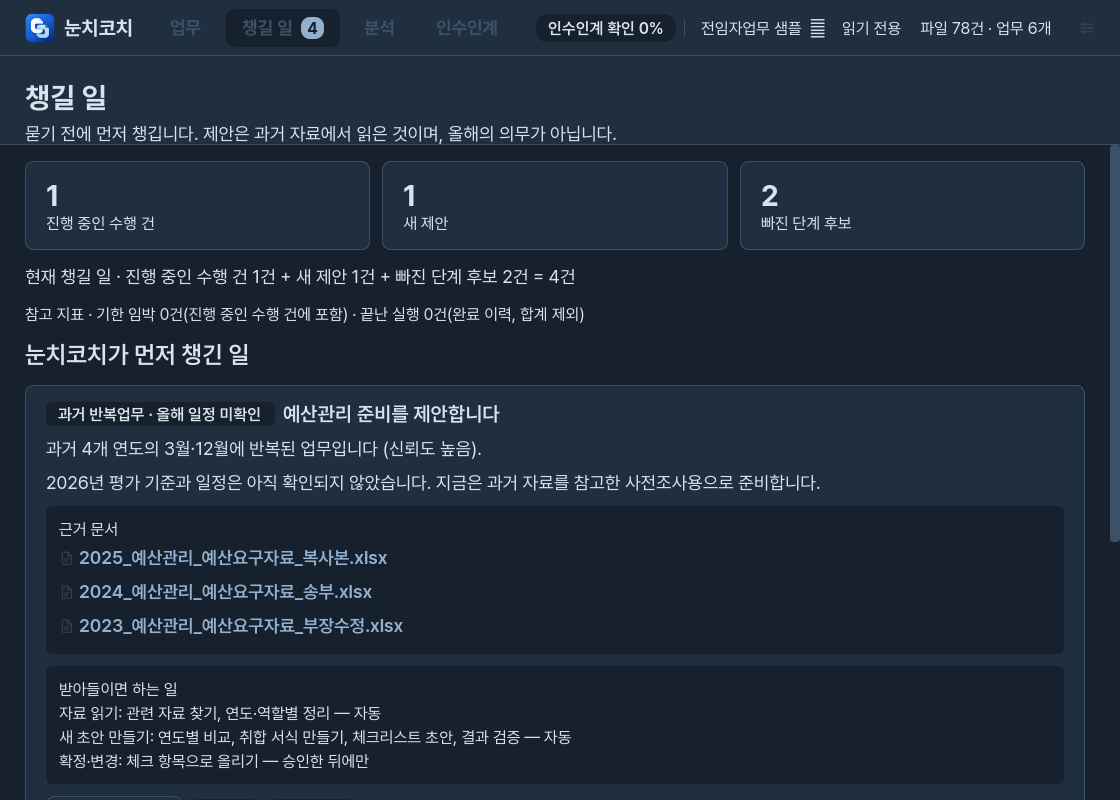 눈치코치
업무
챙길 일 4
분석
인수인계
인수인계 확인 0%
전임자업무 샘플
읽기 전용
파일 78건 · 업무 6개
챙길 일
묻기 전에 먼저 챙깁니다. 제안은 과거 자료에서 읽은 것이며, 올해의 의무가 아닙니다.
1
진행 중인 수행 건
1
새 제안
2
빠진 단계 후보
현재 챙길 일 · 진행 중인 수행 건 1건 + 새 제안 1건 + 빠진 단계 후보 2건 = 4건
참고 지표 · 기한 임박 0건(진행 중인 수행 건에 포함) · 끝난 실행 0건(완료 이력, 합계 제외)
눈치코치가 먼저 챙긴 일
과거 반복업무 · 올해 일정 미확인 예산관리 준비를 제안합니다
과거 4개 연도의 3월·12월에 반복된 업무입니다 (신뢰도 높음).
2026년 평가 기준과 일정은 아직 확인되지 않았습니다. 지금은 과거 자료를 참고한 사전조사용으로 준비합니다.
근거 문서
2025_예산관리_예산요구자료_복사본.xlsx
2024_예산관리_예산요구자료_송부.xlsx
2023_예산관리_예산요구자료_부장수정.xlsx
받아들이면 하는 일
자료 읽기: 관련 자료 찾기, 연도·역할별 정리 — 자동
새 초안 만들기: 연도별 비교, 취합 서식 만들기, 체크리스트 초안, 결과 검증 — 자동
확정·변경: 체크 항목으로 올리기 — 승인한 뒤에만